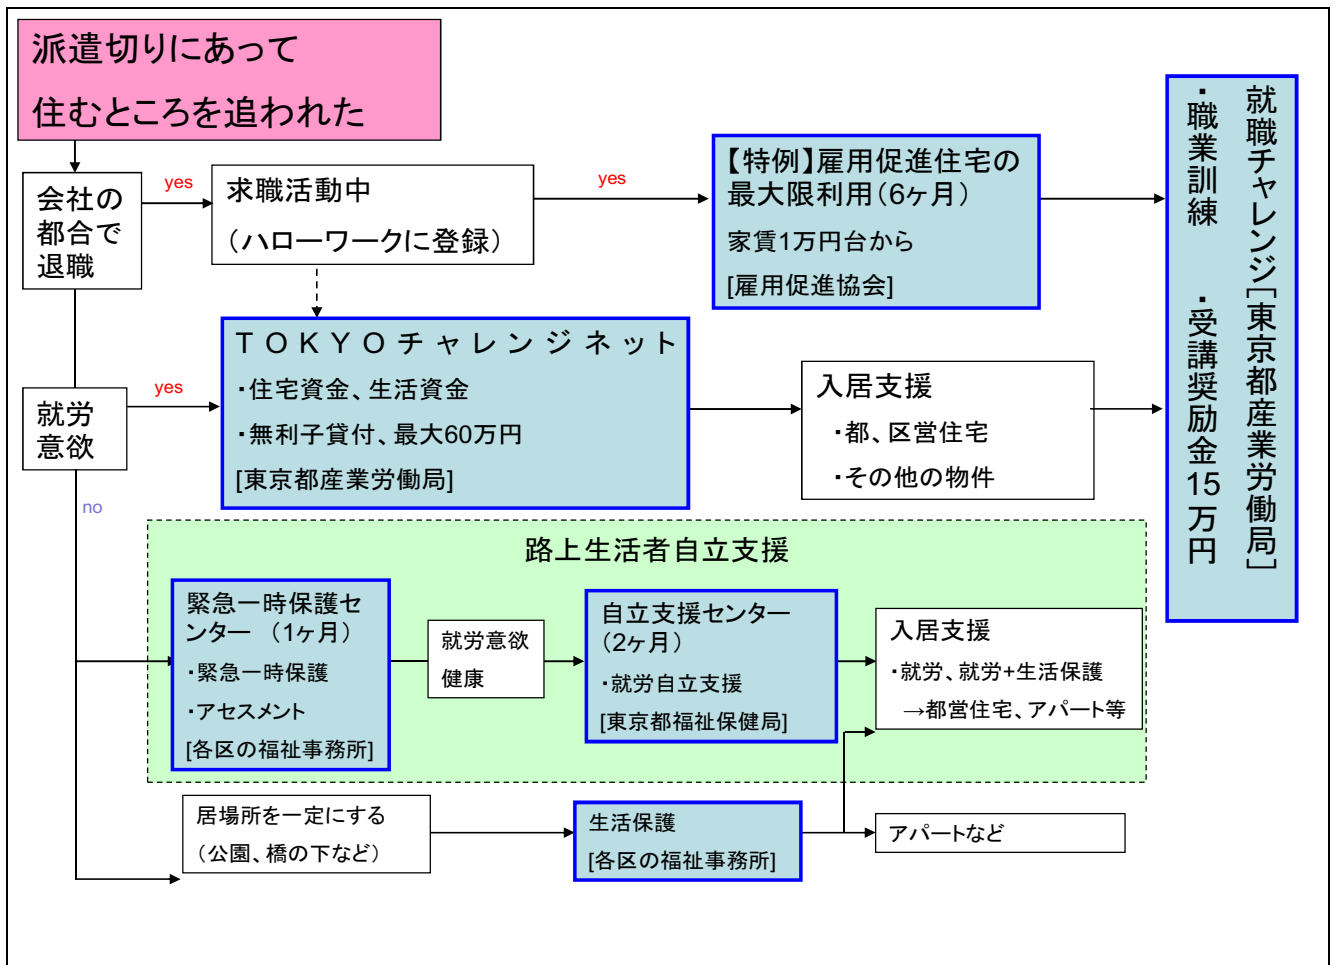 派遣切りにあって
住むところを追われた
会社の
都合で
退職
yes
求職活動中
（ハローワークに登録）
yes
【特例】雇用促進住宅の
最大限利用（6ヶ月）
家賃1万円台から
[雇用促進協会]
就職チャレンジ[東京都産業労働局]
・職業訓練　・受講奨励金15万円
就労
意欲
yes
TOKYOチャレンジネット
・住宅資金、生活資金
・無利子貸付、最大60万円
[東京都産業労働局]
入居支援
・都、区営住宅
・その他の物件
no
路上生活者自立支援
緊急一時保護セ
ンター （1ヶ月）
・緊急一時保護
・アセスメント
[各区の福祉事務所]
就労意欲
健康
自立支援センター
（2ヶ月）
・就労自立支援
[東京都福祉保健局]
入居支援
・就労、就労+生活保護
→都営住宅、アパート等
居場所を一定にする
（公園、橋の下など）
生活保護
[各区の福祉事務所]
アパートなど